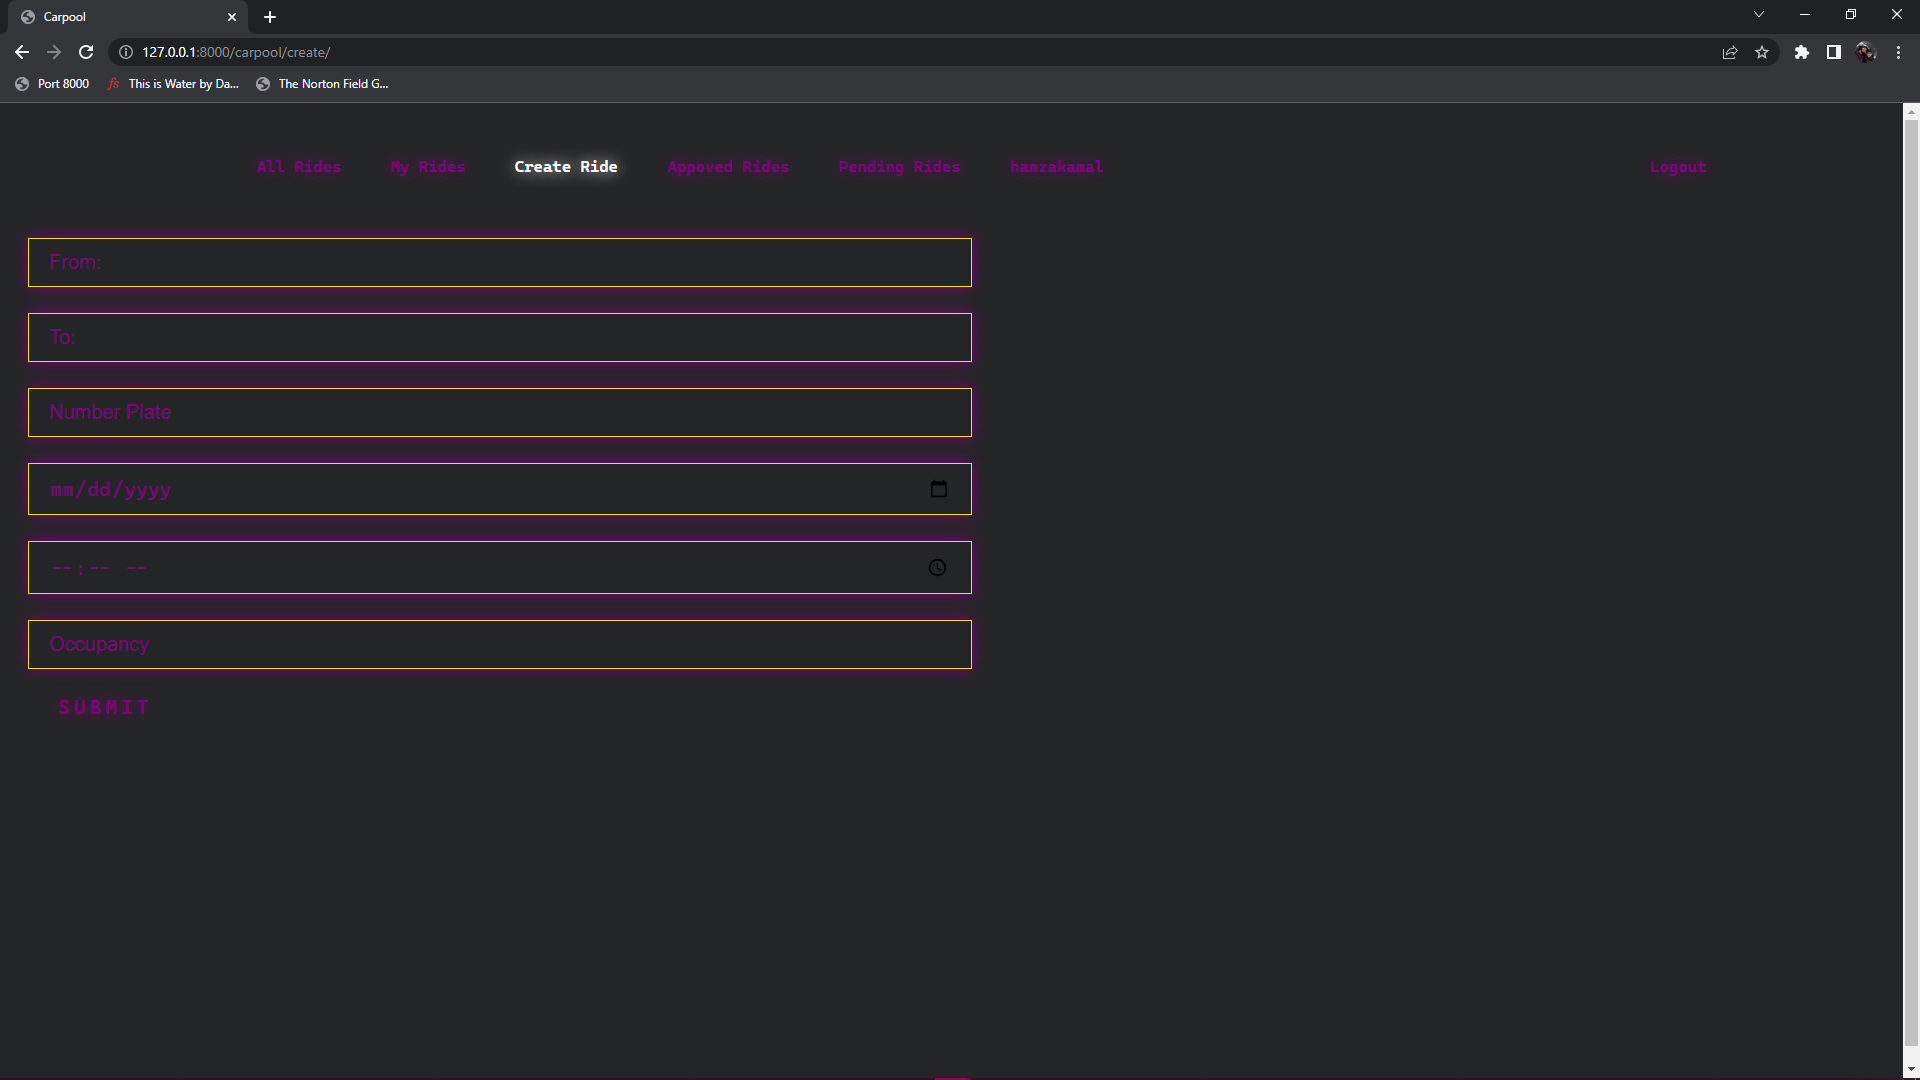 Carpool
127.0.0.1:8000/carpool/create/
Port 8000 fs This is Water by Da... The Norton Field G...
All Rides My Rides Create Ride Appoved Rides Pending Rides hamzakamal Logout
From:
To:
Number Plate
mm/dd/yyyy
--:-- --
Occupancy
SUBMIT